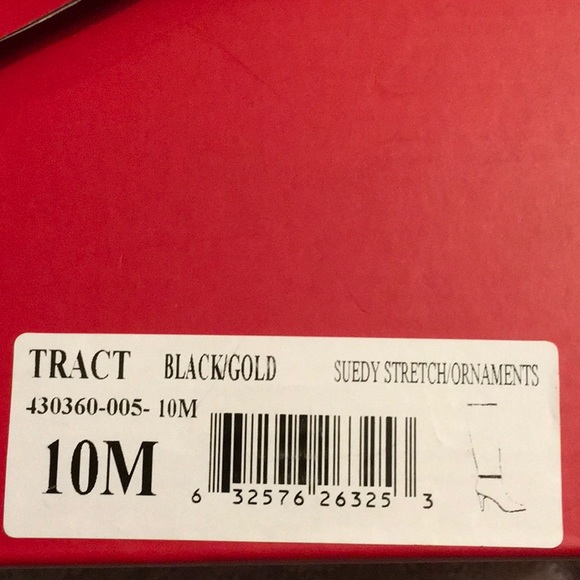 TRACT BLACK/GOLD SUEDY STRETCH/ORNAMENTS
430360-005- 10M
10M
6 32576 26325 3